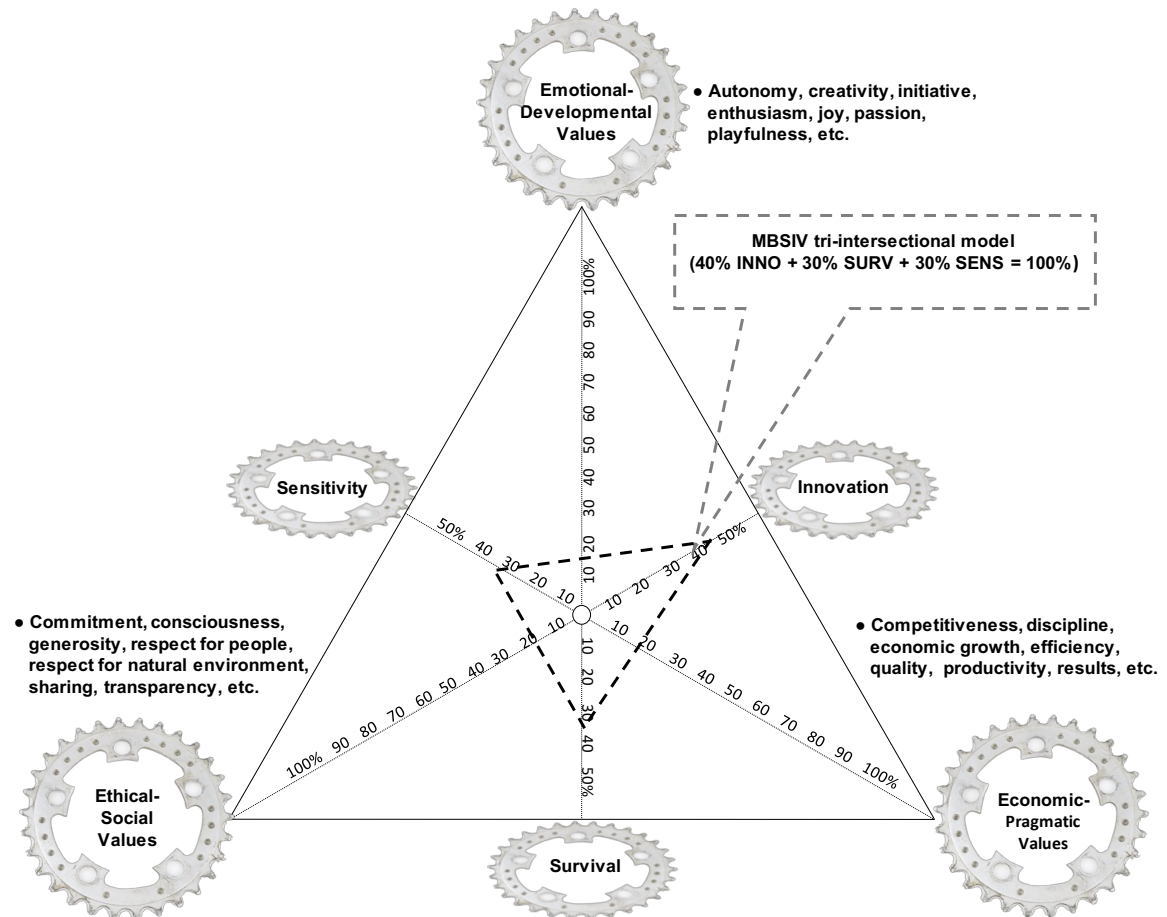 Emotional-
Developmental
Values
● Autonomy, creativity, initiative,
enthusiasm, joy, passion,
playfulness, etc.
MBSIV tri-intersectional model
(40% INNO + 30% SURV + 30% SENS = 100%)
100%
90
80
70
60
50
40
30
20
10
Sensitivity
50% 40 30 20 10
Innovation
10 20 30 40 50%
● Commitment, consciousness,
generosity, respect for people,
respect for natural environment,
sharing, transparency, etc.
100% 90 80 70 60 50 40 30 20 10
● Competitiveness, discipline,
economic growth, efficiency,
quality, productivity, results, etc.
10 20 30 40 50 60 70 80 90 100%
10
20
30
40
50%
Ethical-
Social
Values
Survival
Economic-
Pragmatic
Values